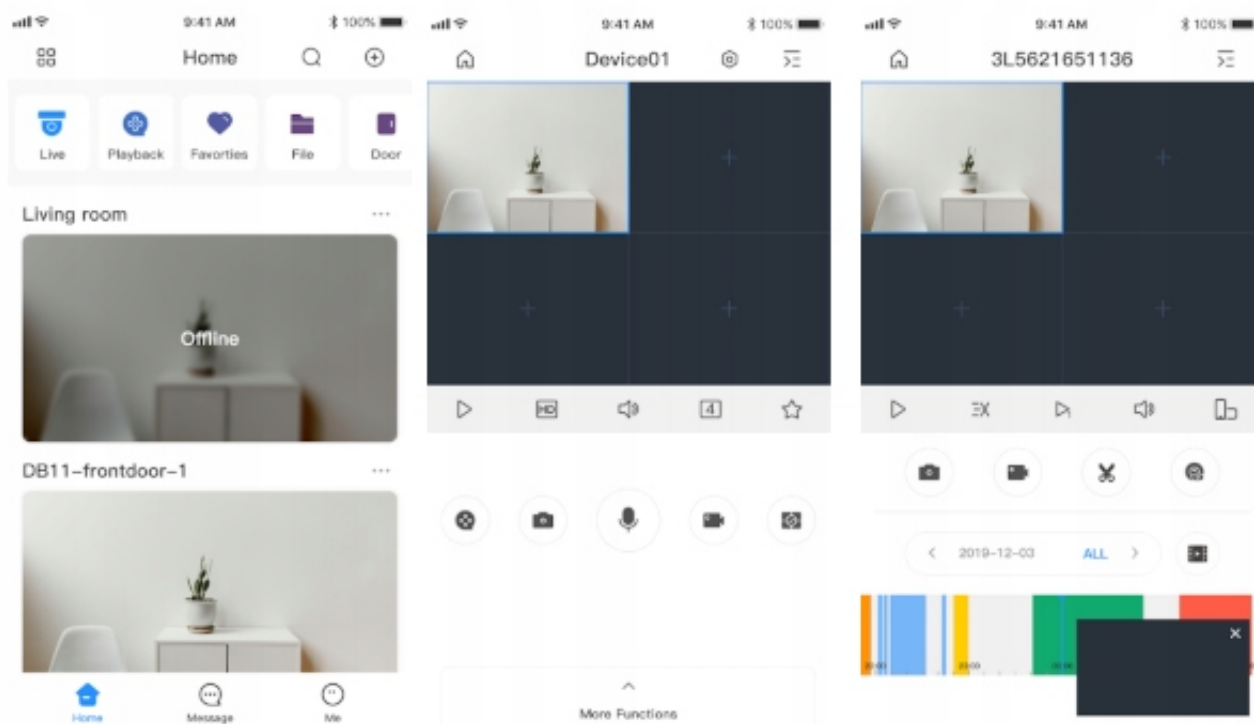 9:41 AM
100%
Home
Live
Playback
Favorties
File
Door
Living room
Offline
DB11-frontdoor-1
Home
Message
Me
9:41 AM
100%
Device01
HD
4
More Functions
9:41 AM
100%
3L5621651136
2019-12-03
ALL